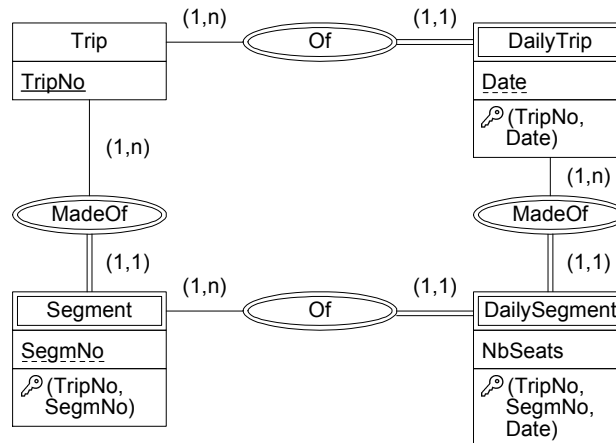 Trip
(1,n)
Of
(1,1)
DailyTrip
TripNo
Date
(TripNo,
Date)
(1,n)
(1,n)
MadeOf
MadeOf
(1,1)
(1,1)
Segment
(1,n)
Of
(1,1)
DailySegment
SegmNo
NbSeats
(TripNo,
SegmNo)
(TripNo,
SegmNo,
Date)